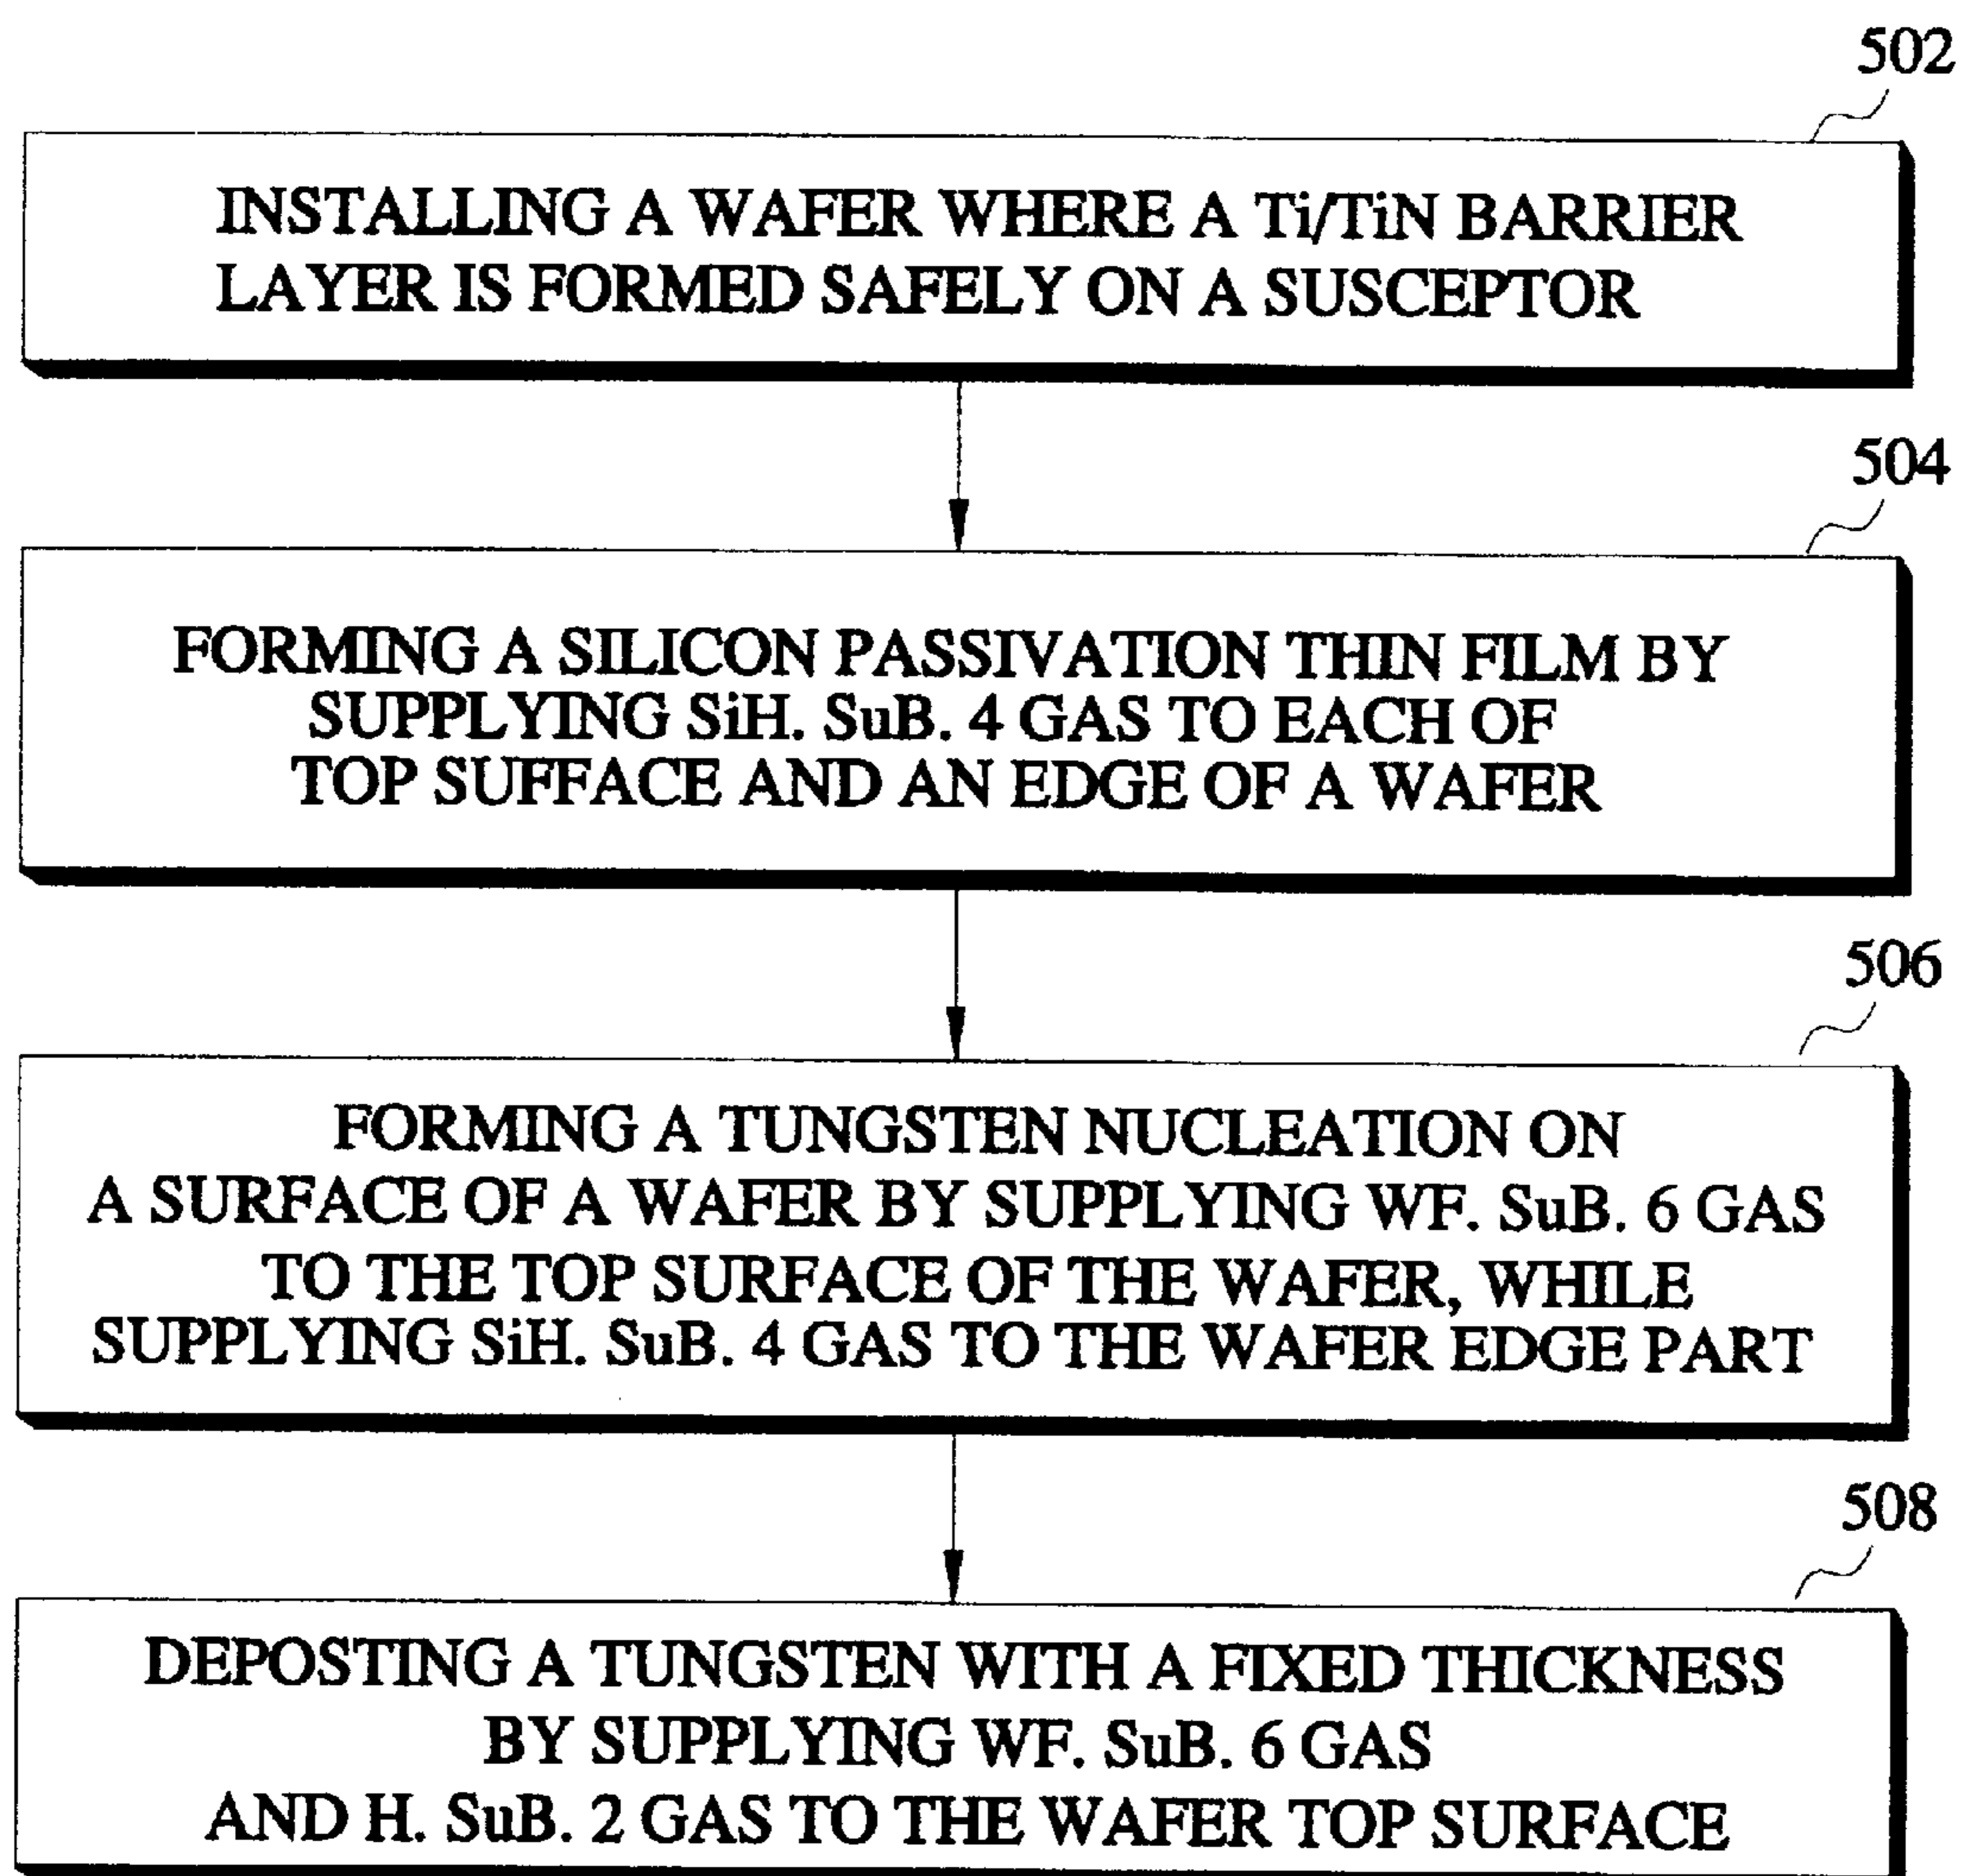 502
INSTALLING A WAFER WHERE A Ti/TiN BARRIER
LAYER IS FORMED SAFELY ON A SUSCEPTOR
504
FORMING A SILICON PASSIVATION THIN FILM BY
SUPPLYING SiH. SuB. 4 GAS TO EACH OF
TOP SUFFACE AND AN EDGE OF A WAFER
506
FORMING A TUNGSTEN NUCLEATION ON
A SURFACE OF A WAFER BY SUPPLYING WF. SuB. 6 GAS
TO THE TOP SURFACE OF THE WAFER, WHILE
SUPPLYING SiH. SuB. 4 GAS TO THE WAFER EDGE PART
508
DEPOSTING A TUNGSTEN WITH A FIXED THICKNESS
BY SUPPLYING WF. SuB. 6 GAS
AND H. SuB. 2 GAS TO THE WAFER TOP SURFACE